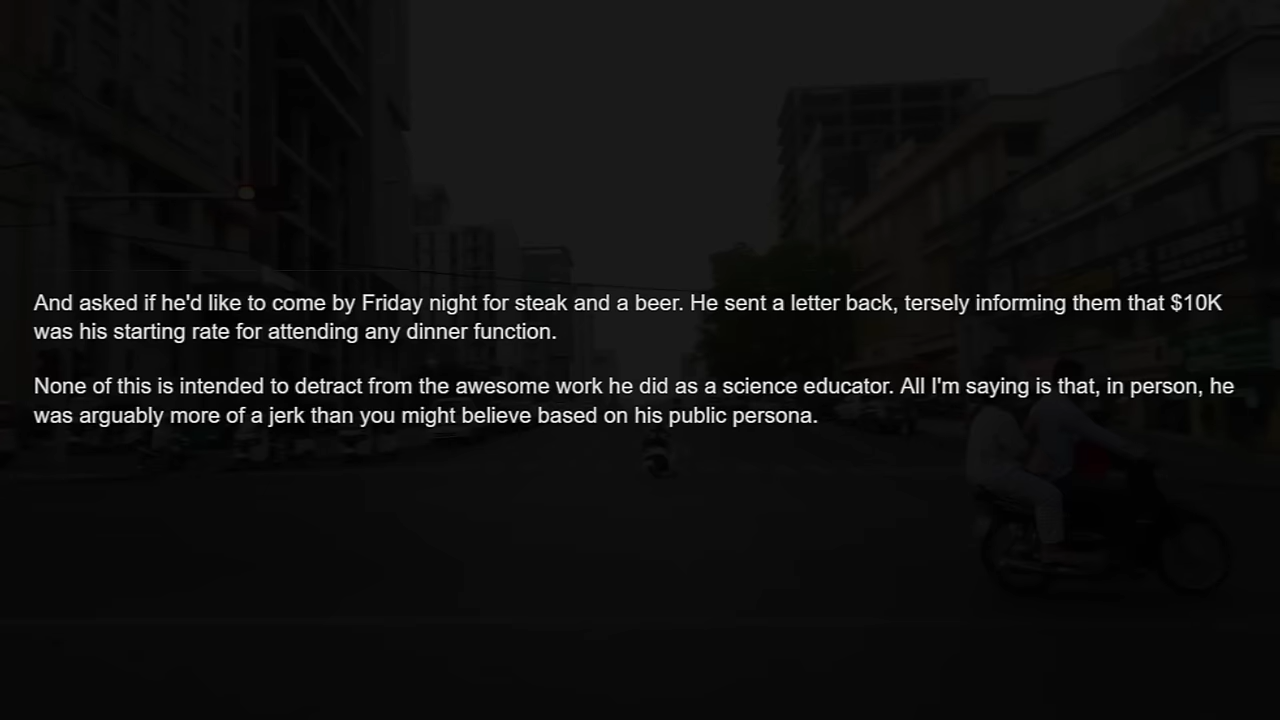 And asked if he'd like to come by Friday night for steak and a beer. He sent a letter back, tersely informing them that $10K
was his starting rate for attending any dinner function.
None of this is intended to detract from the awesome work he did as a science educator. All I'm saying is that, in person, he
was arguably more of a jerk than you might believe based on his public persona.